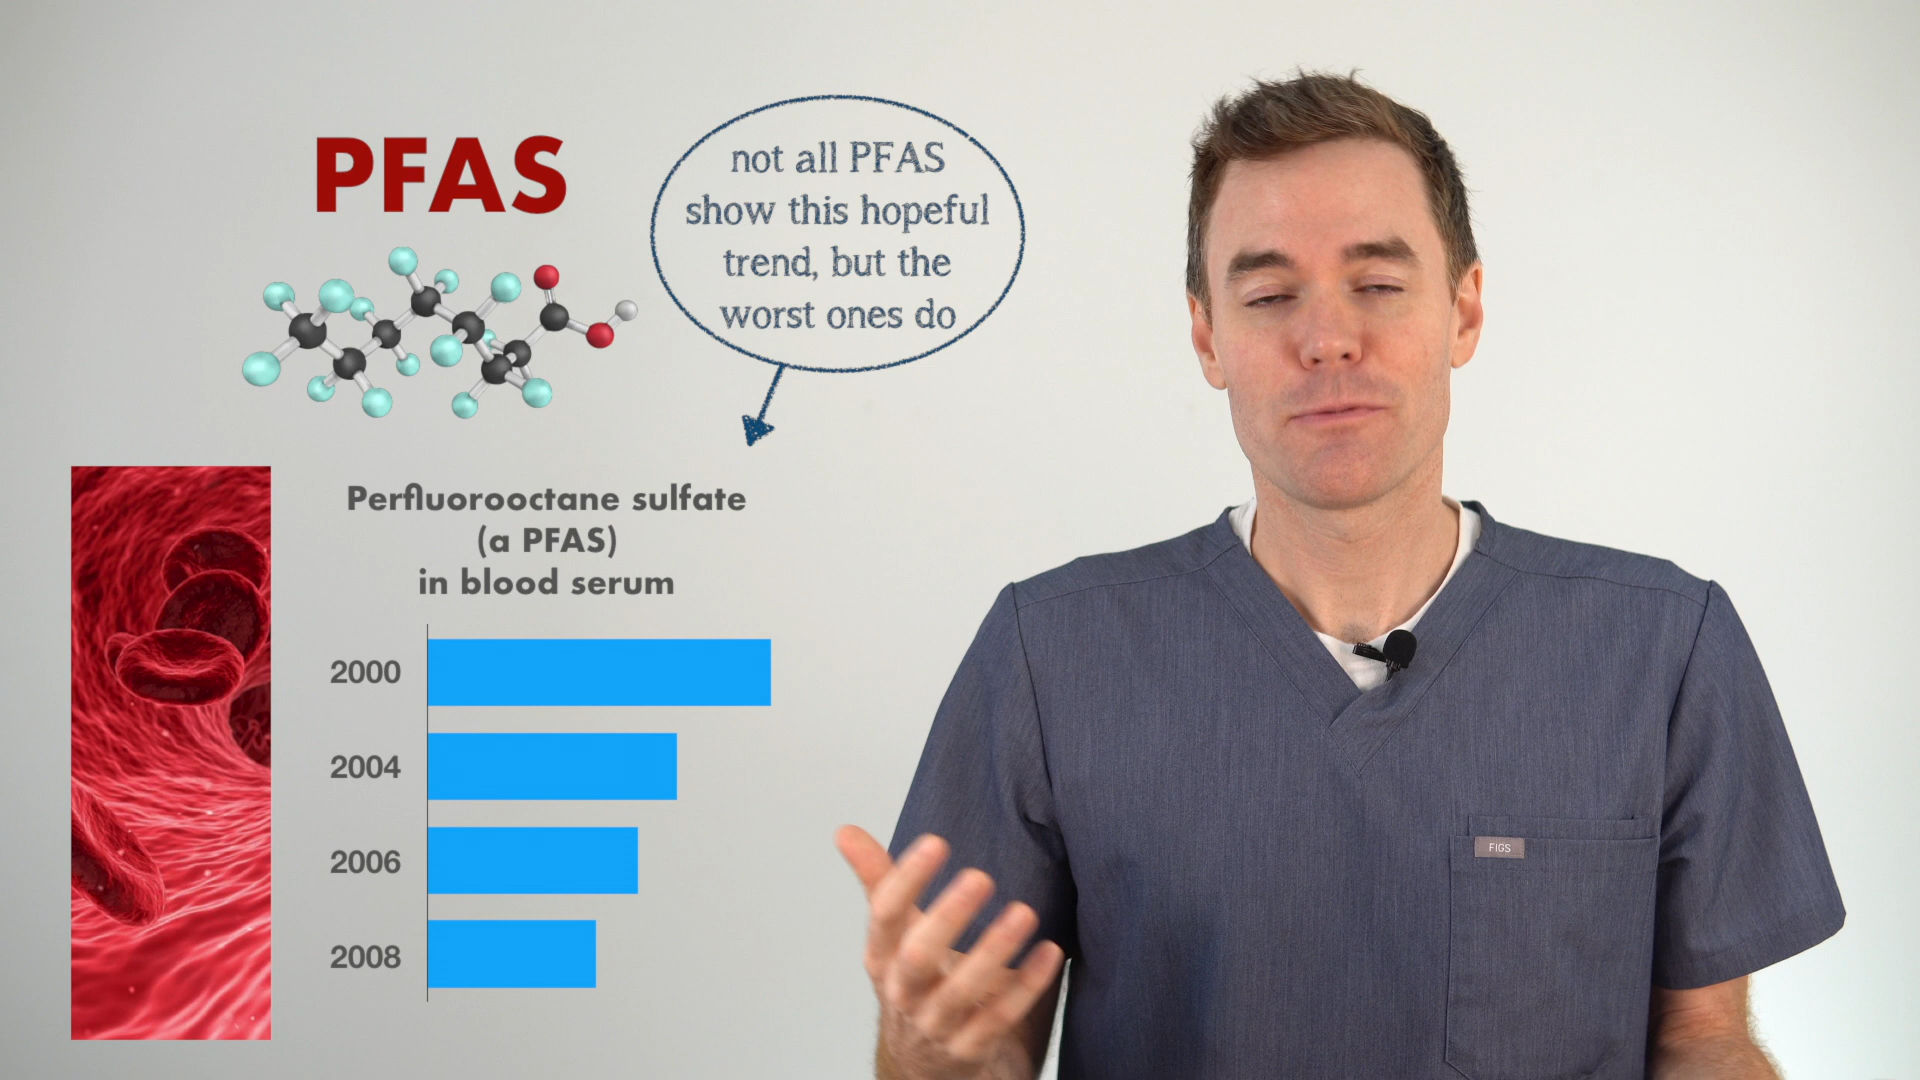 PFAS
not all PFAS
show this hopeful
trend, but the
worst ones do
Perfluorooctane sulfate
(a PFAS)
in blood serum
2000
2004
2006
2008
FIGS